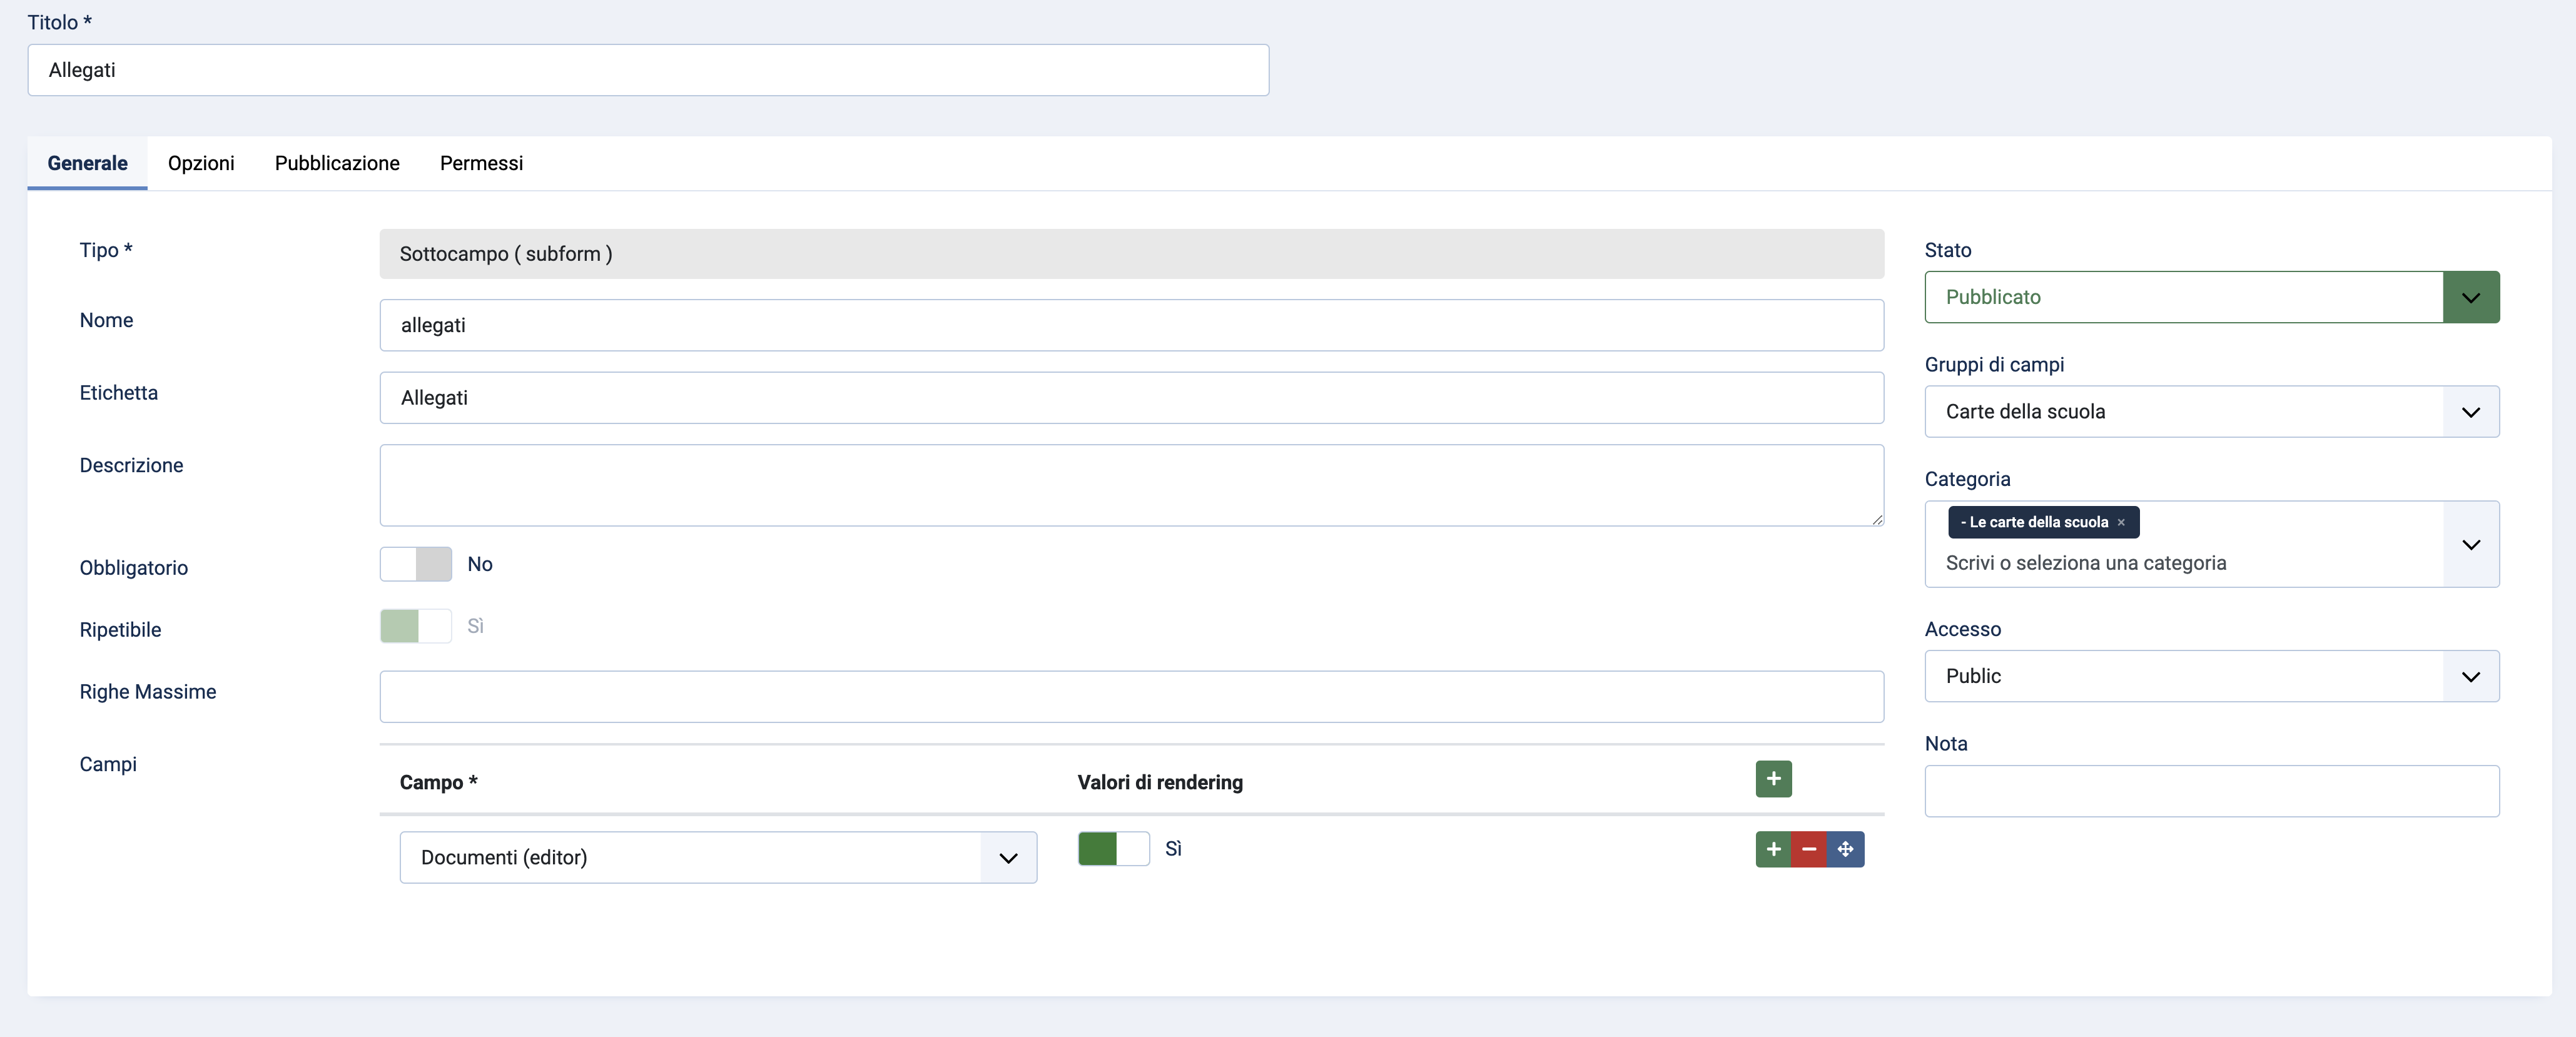 Titolo *
Allegati
Generale
Opzioni
Pubblicazione
Permessi
Tipo *
Sottocampo ( subform )
Nome
allegati
Etichetta
Allegati
Descrizione
Obbligatorio
No
Ripetibile
Sì
Righe Massime
Campi
Campo *
Valori di rendering
Documenti (editor)
Sì
Stato
Pubblicato
Gruppi di campi
Carte della scuola
Categoria
- Le carte della scuola ×
Scrivi o seleziona una categoria
Accesso
Public
Nota